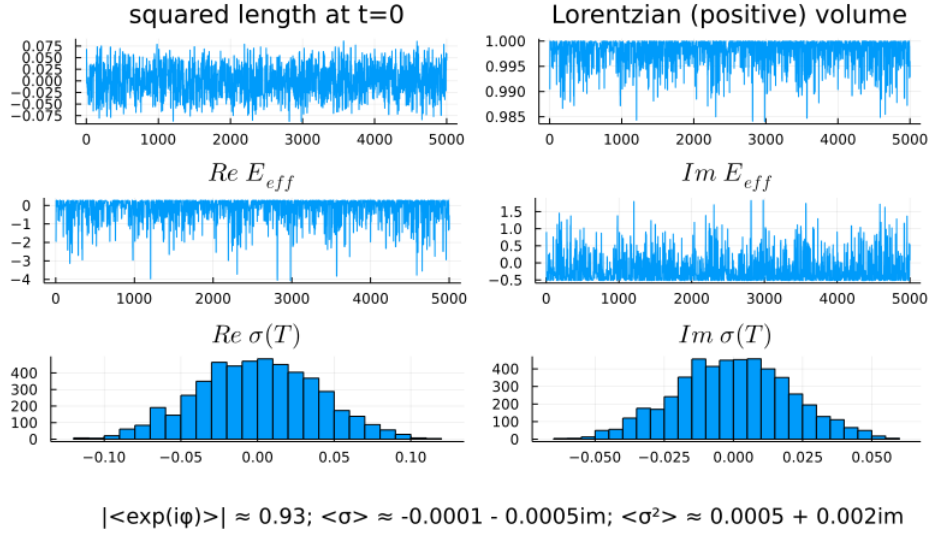 squared length at t=0
Lorentzian (positive) volume
0.075
0.050
0.025
0.000
−0.025
−0.050
−0.075
0 1000 2000 3000 4000 5000
1.000
0.995
0.990
0.985
0 1000 2000 3000 4000 5000
Re E_eff
Im E_eff
0
−1
−2
−3
−4
0 1000 2000 3000 4000 5000
1.5
1.0
0.5
0.0
−0.5
0 1000 2000 3000 4000 5000
Re σ(T)
Im σ(T)
400
300
200
100
0
−0.10 −0.05 0.00 0.05 0.10
400
300
200
100
0
−0.050 −0.025 0.000 0.025 0.050
|<exp(iφ)>| ≈ 0.93; <σ> ≈ -0.0001 - 0.0005im; <σ²> ≈ 0.0005 + 0.002im